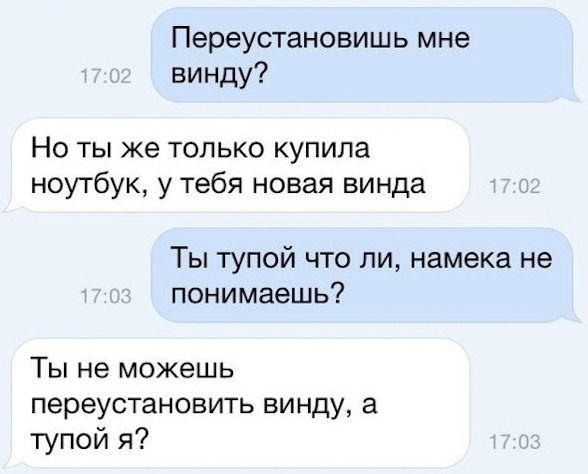 Переустановишь мне
17:02 винду?
Но ты же только купила
ноутбук, у тебя новая винда 17:02
Ты тупой что ли, намека не
17:03 понимаешь?
Ты не можешь
переустановить винду, а
тупой я? 17:03